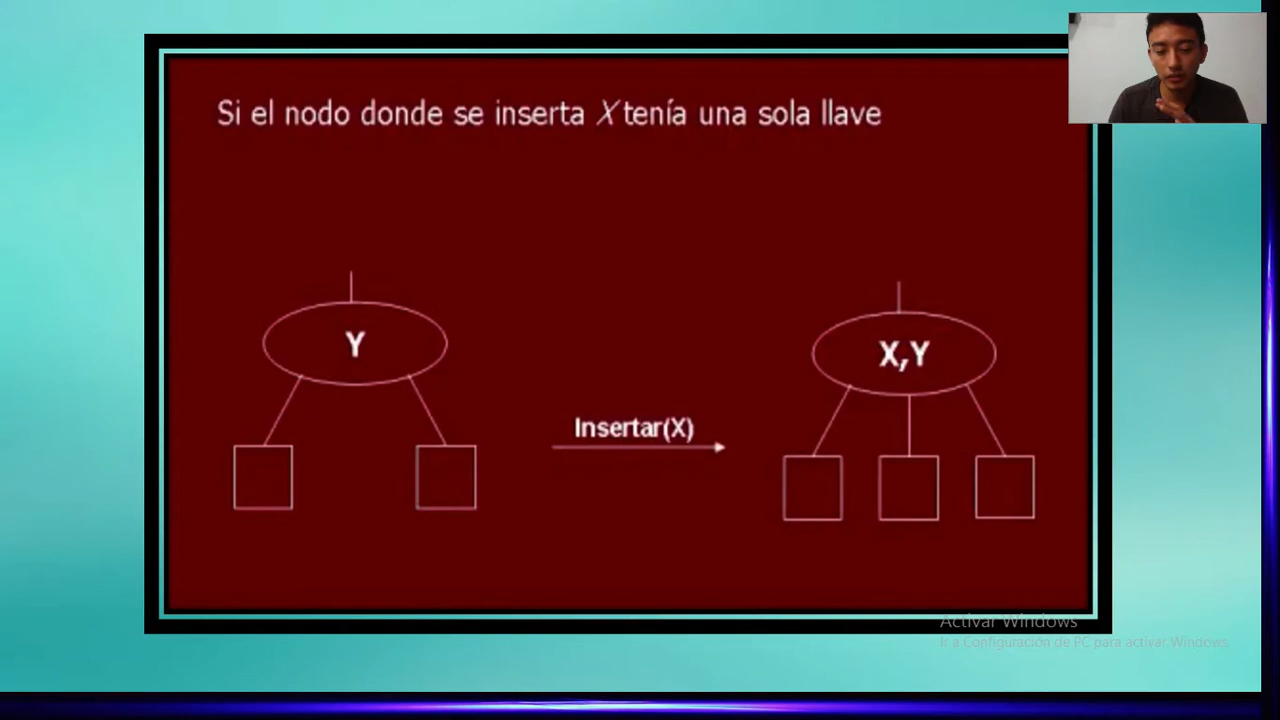 Si el nodo donde se inserta X tenía una sola llave
Y
X,Y
Insertar(X)
Activar Windows
Ir a Configuración de PC para activar Windows.